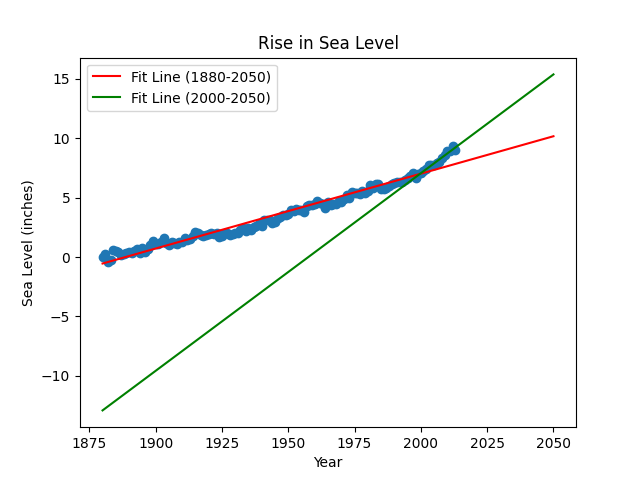 Rise in Sea Level
Fit Line (1880-2050)
Fit Line (2000-2050)
Sea Level (inches)
15
10
5
0
−5
−10
1875 1900 1925 1950 1975 2000 2025 2050
Year